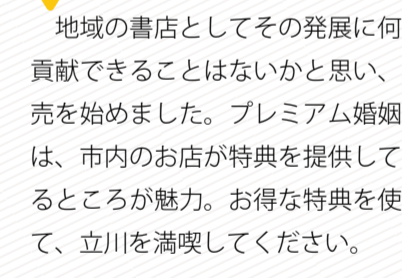 地域の書店としてその発展に何
貢献できることはないかと思い、
売を始めました。プレミアム婚姻
は、市内のお店が特典を提供して
るところが魅力。お得な特典を使
て、立川を満喫してください。